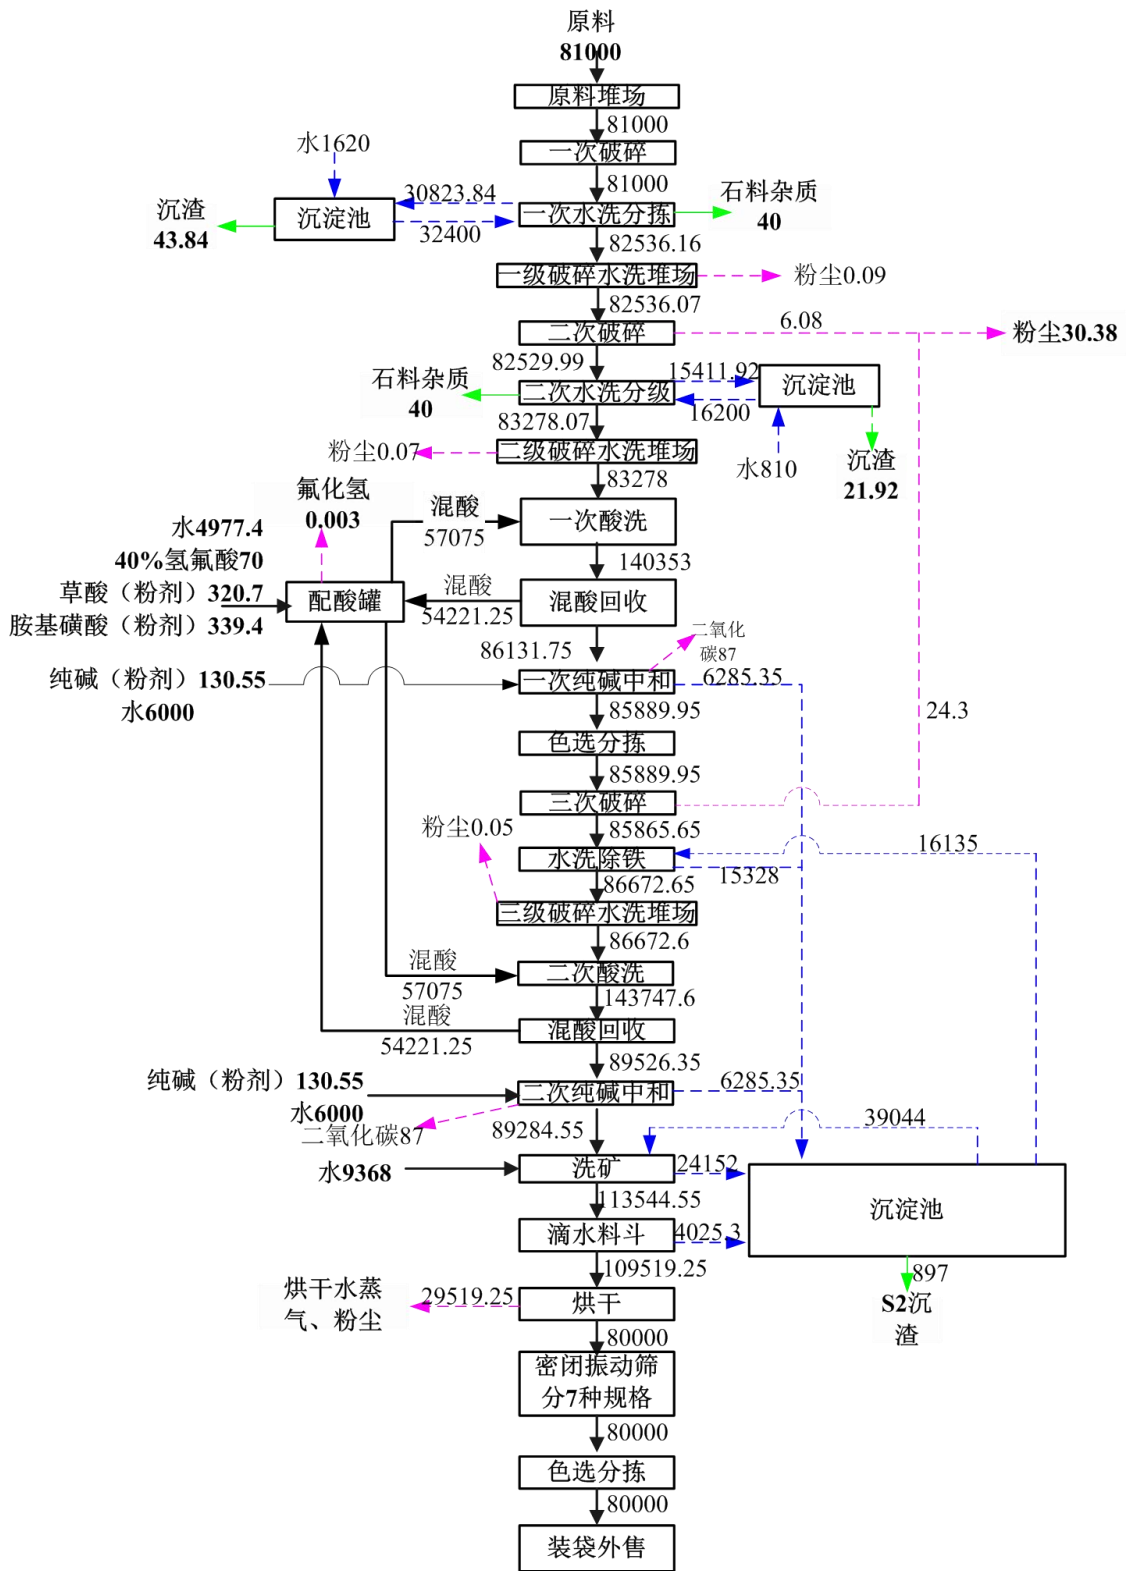 原料
81000
原料堆场
81000
一次破碎
水1620
81000
30823.84
石料杂质
40
沉渣
43.84
沉淀池
一次水洗分拣
32400
82536.16
一级破碎水洗堆场
粉尘0.09
82536.07
6.08
二次破碎
粉尘30.38
82529.99
15411.92
石料杂质
40
二次水洗分级
沉淀池
16200
83278.07
粉尘0.07
二级破碎水洗堆场
水810
沉渣
21.92
83278
氟化氢
0.003
混酸
57075
一次酸洗
水4977.4
40%氢氟酸70
草酸（粉剂）320.7
胺基磺酸（粉剂）339.4
140353
配酸罐
混酸
54221.25
混酸回收
86131.75
二氧化
碳87
纯碱（粉剂）130.55
水6000
一次纯碱中和
6285.35
85889.95
24.3
色选分拣
85889.95
三次破碎
粉尘0.05
85865.65
16135
水洗除铁
15328
86672.65
三级破碎水洗堆场
86672.6
混酸
57075
二次酸洗
143747.6
混酸
54221.25
混酸回收
89526.35
纯碱（粉剂）130.55
水6000
二次纯碱中和
6285.35
二氧化碳87
89284.55
39044
水9368
洗矿
24152
沉淀池
113544.55
滴水料斗
4025.3
109519.25
897
S2沉
渣
烘干水蒸
气、粉尘
29519.25
烘干
80000
密闭振动筛
分7种规格
80000
色选分拣
80000
装袋外售